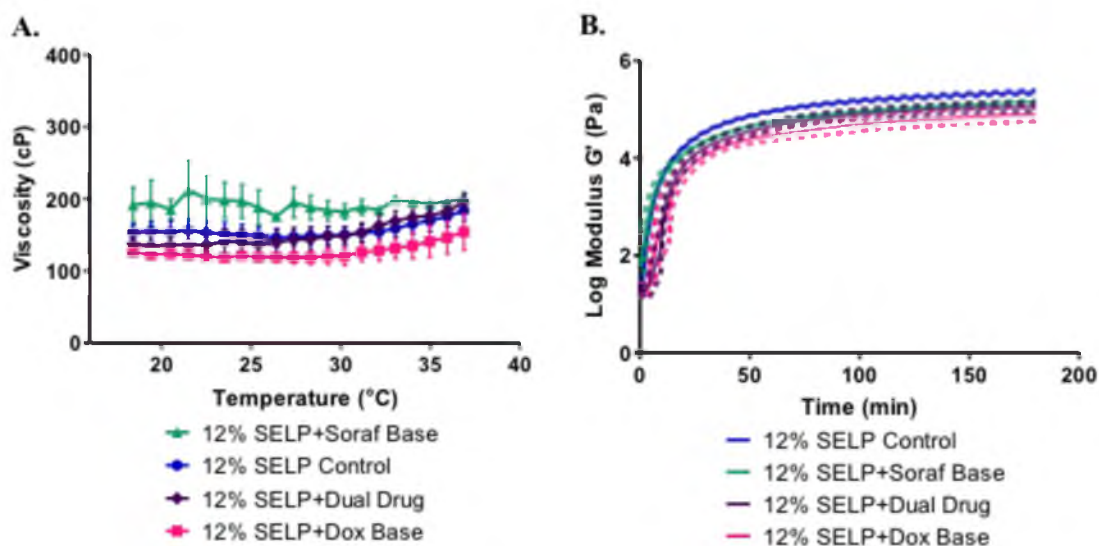 A.
400
300
200
100
0
Viscosity (cP)
20 25 30 35 40
Temperature (°C)
12% SELP+Soraf Base
12% SELP Control
12% SELP+Dual Drug
12% SELP+Dox Base
B.
6
4
2
0
Log Modulus G' (Pa)
0 50 100 150 200
Time (min)
12% SELP Control
12% SELP+Soraf Base
12% SELP+Dual Drug
12% SELP+Dox Base